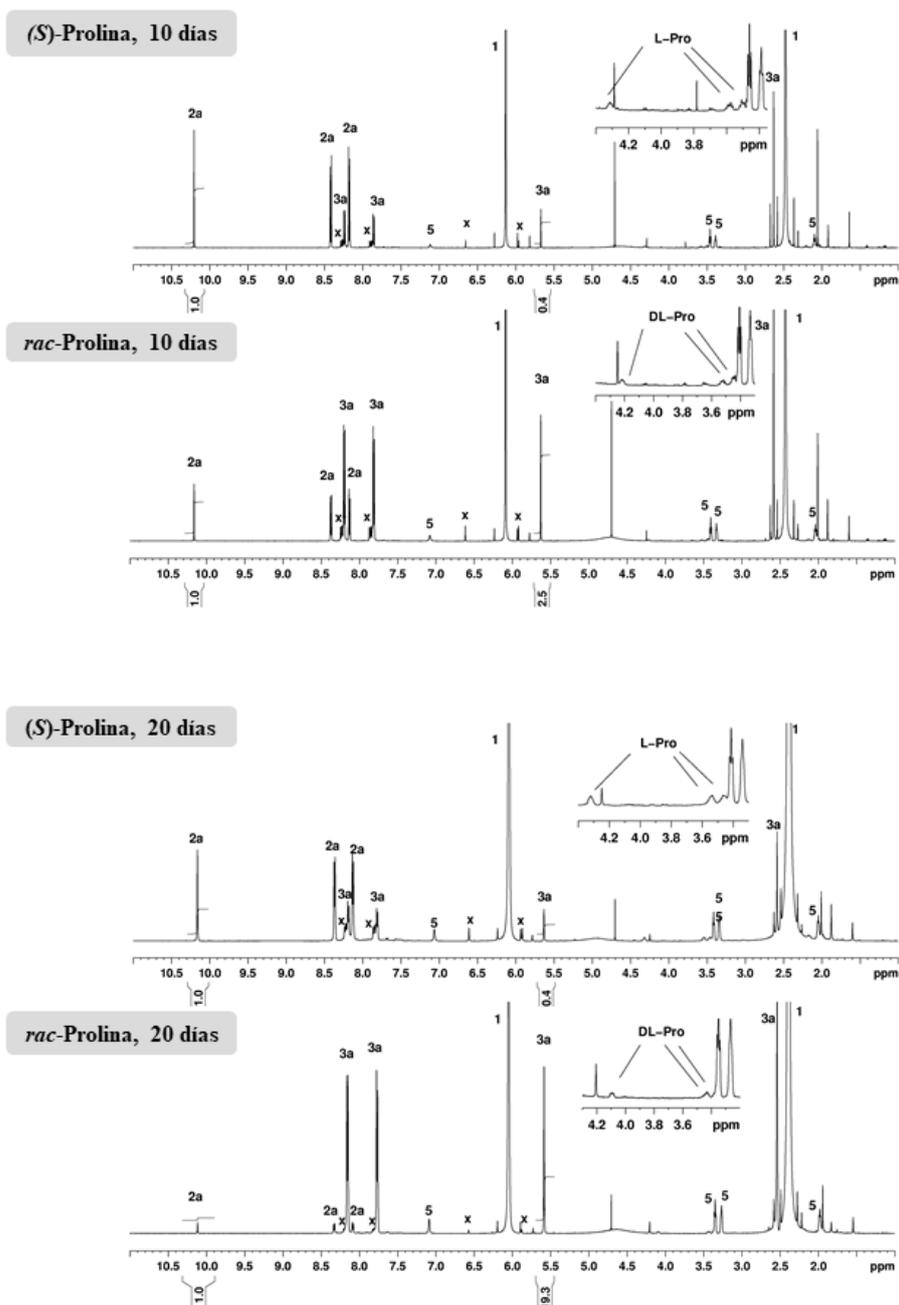 (S)-Prolina, 10 días
1
L–Pro
1
3a
2a
2a
2a
4.2 4.0 3.8 ppm
3a
3a
3a
x
x
5
x
x
5
5
5
10.5 10.0 9.5 9.0 8.5 8.0 7.5 7.0 6.5 6.0 5.5 5.0 4.5 4.0 3.5 3.0 2.5 2.0 ppm
1.0
0.4
rac-Prolina, 10 días
1
DL–Pro
3a
1
3a
4.2 4.0 3.8 3.6 ppm
3a
3a
2a
2a
2a
x
x
5
x
x
5
5
5
10.5 10.0 9.5 9.0 8.5 8.0 7.5 7.0 6.5 6.0 5.5 5.0 4.5 4.0 3.5 3.0 2.5 2.0 ppm
1.0
2.5
(S)-Prolina, 20 días
1
L–Pro
1
4.2 4.0 3.8 3.6 ppm
3a
2a
2a
2a
3a
3a
3a
x
x
5
x
x
5
5
5
10.5 10.0 9.5 9.0 8.5 8.0 7.5 7.0 6.5 6.0 5.5 5.0 4.5 4.0 3.5 3.0 2.5 2.0 ppm
1.0
0.4
rac-Prolina, 20 días
1
DL–Pro
3a
1
3a
3a
3a
4.2 4.0 3.8 3.6 ppm
2a
2a
2a
x
x
5
x
x
5
5
5
10.5 10.0 9.5 9.0 8.5 8.0 7.5 7.0 6.5 6.0 5.5 5.0 4.5 4.0 3.5 3.0 2.5 2.0 ppm
1.0
9.3